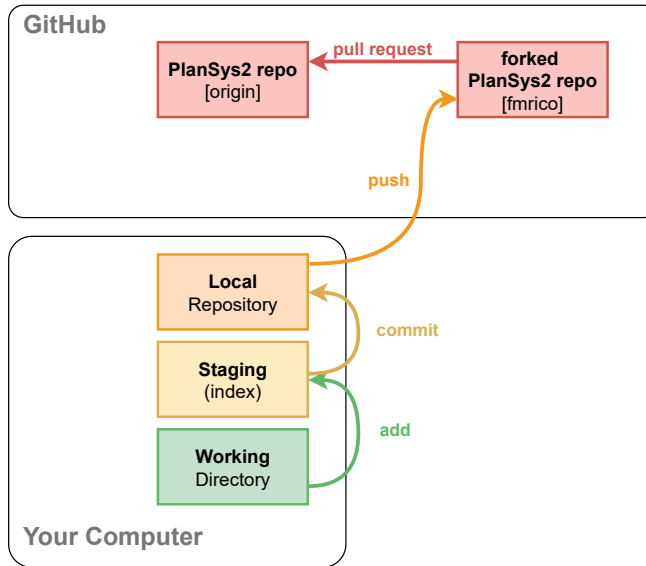 GitHub
PlanSys2 repo
[origin]
pull request
forked
PlanSys2 repo
[fmrico]
push
Local
Repository
commit
Staging
(index)
add
Working
Directory
Your Computer